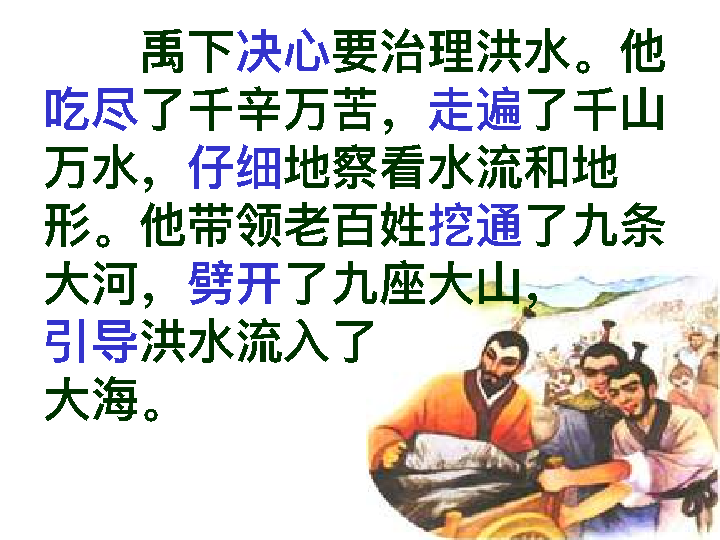 禹下决心要治理洪水。他
吃尽了千辛万苦，走遍了千山
万水，仔细地察看水流和地
形。他带领老百姓挖通了九条
大河，劈开了九座大山，
引导洪水流入了
大海。